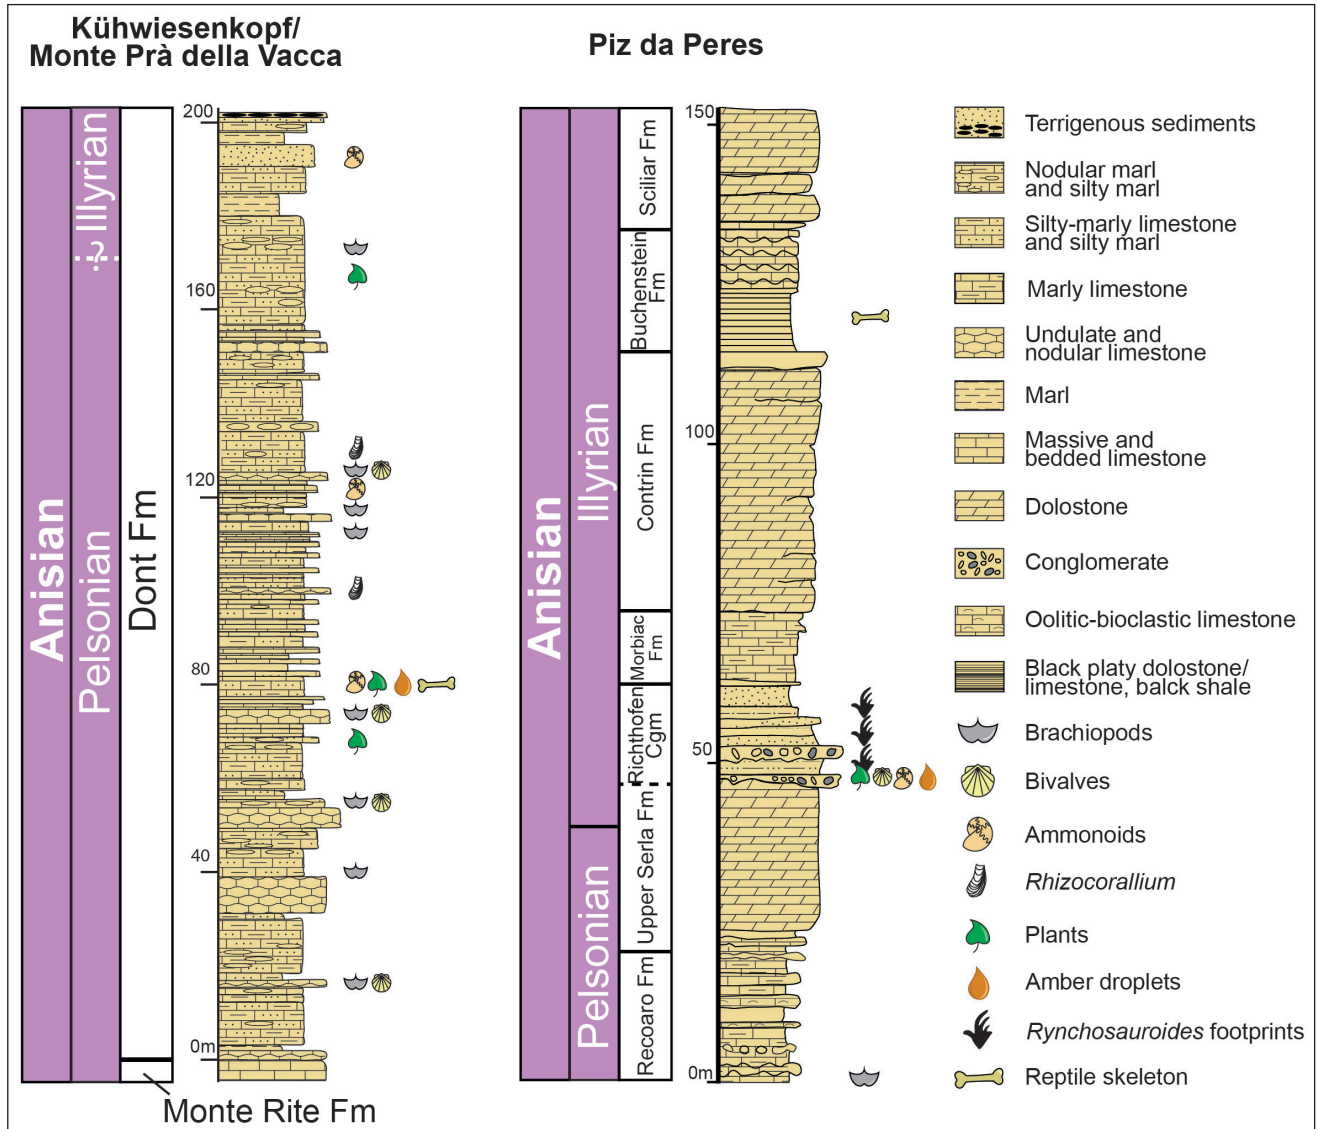 Kühwiesenkopf/
Monte Prà della Vacca
Anisian
Pelsonian
? Illyrian
Dont Fm
Monte Rite Fm
200
160
120
80
40
0m
Piz da Peres
Anisian
Illyrian
Pelsonian
Sciliar Fm
Buchenstein
Fm
Contrin Fm
Morbiac
Fm
Richthofen
Cgm
Upper Serla Fm
Recoaro Fm
150
100
50
0m
Terrigenous sediments
Nodular marl
and silty marl
Silty-marly limestone
and silty marl
Marly limestone
Undulate and
nodular limestone
Marl
Massive and
bedded limestone
Dolostone
Conglomerate
Oolitic-bioclastic limestone
Black platy dolostone/
limestone, balck shale
Brachiopods
Bivalves
Ammonoids
Rhizocorallium
Plants
Amber droplets
Rynchosauroides footprints
Reptile skeleton